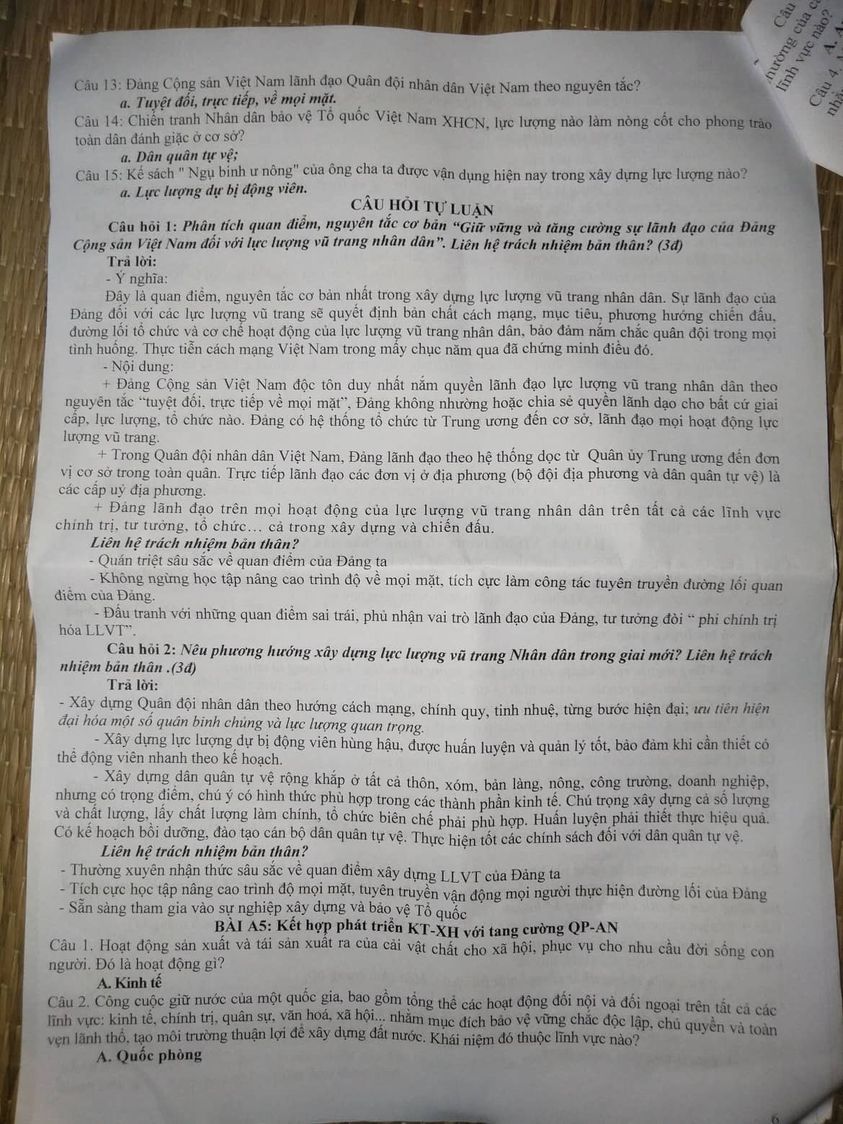 Câu 13: Đảng Cộng sản Việt Nam lãnh đạo Quân đội nhân dân Việt Nam theo nguyên tắc?
a. Tuyệt đối, trực tiếp, về mọi mặt.
Câu 14: Chiến tranh Nhân dân bảo vệ Tổ quốc Việt Nam XHCN, lực lượng nào làm nòng cốt cho phong trào
toàn dân đánh giặc ở cơ sở?
a. Dân quân tự vệ;
Câu 15: Kế sách " Ngụ binh ư nông" của ông cha ta được vận dụng hiện nay trong xây dựng lực lượng nào?
a. Lực lượng dự bị động viên.
CÂU HỎI TỰ LUẬN
Câu hỏi 1: Phân tích quan điểm, nguyên tắc cơ bản “Giữ vững và tăng cường sự lãnh đạo của Đảng
Cộng sản Việt Nam đối với lực lượng vũ trang nhân dân”. Liên hệ trách nhiệm bản thân? (3đ)
Trả lời:
- Ý nghĩa:
Đây là quan điểm, nguyên tắc cơ bản nhất trong xây dựng lực lượng vũ trang nhân dân. Sự lãnh đạo của
Đảng đối với các lực lượng vũ trang sẽ quyết định bản chất cách mạng, mục tiêu, phương hướng chiến đấu,
đường lối tổ chức và cơ chế hoạt động của lực lượng vũ trang nhân dân, bảo đảm nắm chắc quân đội trong mọi
tình huống. Thực tiễn cách mạng Việt Nam trong mấy chục năm qua đã chứng minh điều đó.
- Nội dung:
+ Đảng Cộng sản Việt Nam độc tôn duy nhất nắm quyền lãnh đạo lực lượng vũ trang nhân dân theo
nguyên tắc “tuyệt đối, trực tiếp về mọi mặt”. Đảng không nhường hoặc chia sẻ quyền lãnh dạo cho bất cứ giai
cấp, lực lượng, tổ chức nào. Đảng có hệ thống tổ chức từ Trung ương đến cơ sở, lãnh đạo mọi hoạt động lực
lượng vũ trang.
+ Trong Quân đội nhân dân Việt Nam, Đảng lãnh đạo theo hệ thống dọc từ Quân ủy Trung ương đến đơn
vị cơ sở trong toàn quân. Trực tiếp lãnh đạo các đơn vị ở địa phương (bộ đội địa phương và dân quân tự vệ) là
các cấp uỷ địa phương.
+ Đảng lãnh đạo trên mọi hoạt động của lực lượng vũ trang nhân dân trên tất cả các lĩnh vực
chính trị, tư tưởng, tổ chức... cả trong xây dựng và chiến đấu.
Liên hệ trách nhiệm bản thân?
- Quán triệt sâu sắc về quan điểm của Đảng ta
- Không ngừng học tập nâng cao trình độ về mọi mặt, tích cực làm công tác tuyên truyền đường lối quan
điểm của Đảng.
- Đấu tranh với những quan điểm sai trái, phủ nhận vai trò lãnh đạo của Đảng, tư tưởng đòi “ phi chính trị
hóa LLVT”.
Câu hỏi 2: Nêu phương hướng xây dựng lực lượng vũ trang Nhân dân trong giai mới? Liên hệ trách
nhiệm bản thân .(3đ)
Trả lời:
- Xây dựng Quân đội nhân dân theo hướng cách mạng, chính quy, tinh nhuệ, từng bước hiện đại; ưu tiên hiện
đại hóa một số quân binh chủng và lực lượng quan trọng.
- Xây dựng lực lượng dự bị động viên hùng hậu, được huấn luyện và quản lý tốt, bảo đảm khi cần thiết có
thể động viên nhanh theo kế hoạch.
- Xây dựng dân quân tự vệ rộng khắp ở tất cả thôn, xóm, bản làng, nông, công trường, doanh nghiệp,
nhưng có trọng điểm, chú ý có hình thức phù hợp trong các thành phần kinh tế. Chú trọng xây dựng cả số lượng
và chất lượng, lấy chất lượng làm chính, tổ chức biên chế phải phù hợp. Huấn luyện phải thiết thực hiệu quả.
Có kế hoạch bồi dưỡng, đào tạo cán bộ dân quân tự vệ. Thực hiện tốt các chính sách đối với dân quân tự vệ.
Liên hệ trách nhiệm bản thân?
- Thường xuyên nhận thức sâu sắc về quan điểm xây dựng LLVT của Đảng ta
- Tích cực học tập nâng cao trình độ mọi mặt, tuyên truyền vận động mọi người thực hiện đường lối của Đảng
- Sẵn sàng tham gia vào sự nghiệp xây dựng và bảo vệ Tổ quốc
BÀI A5: Kết hợp phát triển KT-XH với tang cường QP-AN
Câu 1. Hoạt động sản xuất và tái sản xuất ra của cải vật chất cho xã hội, phục vụ cho nhu cầu đời sống con
người. Đó là hoạt động gì?
A. Kinh tế
Câu 2. Công cuộc giữ nước của một quốc gia, bao gồm tổng thể các hoạt động đối nội và đối ngoại trên tất cả các
lĩnh vực: kinh tế, chính trị, quân sự, văn hoá, xã hội... nhằm mục đích bảo vệ vững chắc độc lập, chủ quyền và toàn
vẹn lãnh thổ, tạo môi trường thuận lợi để xây dựng đất nước. Khái niệm đó thuộc lĩnh vực nào?
A. Quốc phòng
Câu
hưởng của
lĩnh vực nào?
A.
Câu 4.